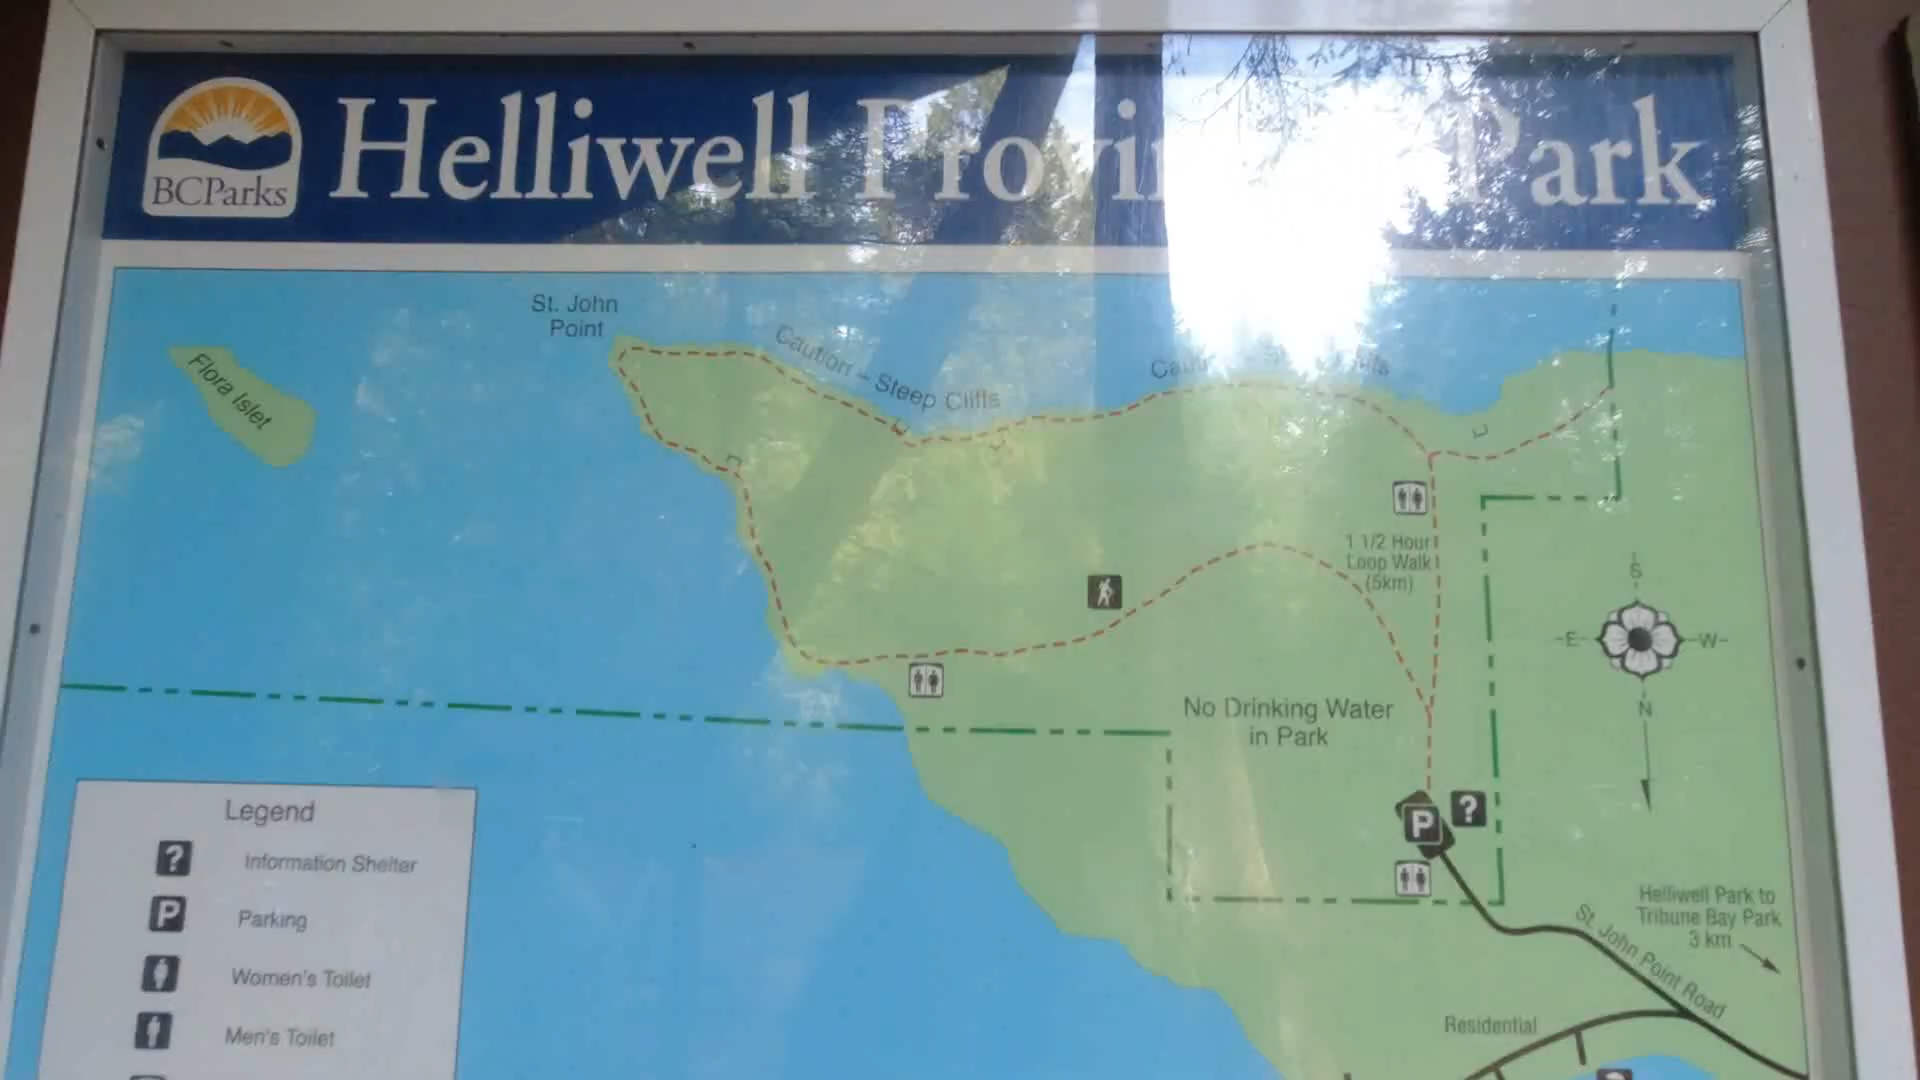 BCParks
Helliwell Provin Park
St. John
Point
Flora Islet
Caution – Steep Cliffs
1 1/2 Hour
Loop Walk
(5km)
S
-E-
-W-
N
No Drinking Water
in Park
P
?
Legend
? Information Shelter
P Parking
Women's Toilet
Men's Toilet
Helliwell Park to
Tribune Bay Park
3 km
St. John Point Road
Residential